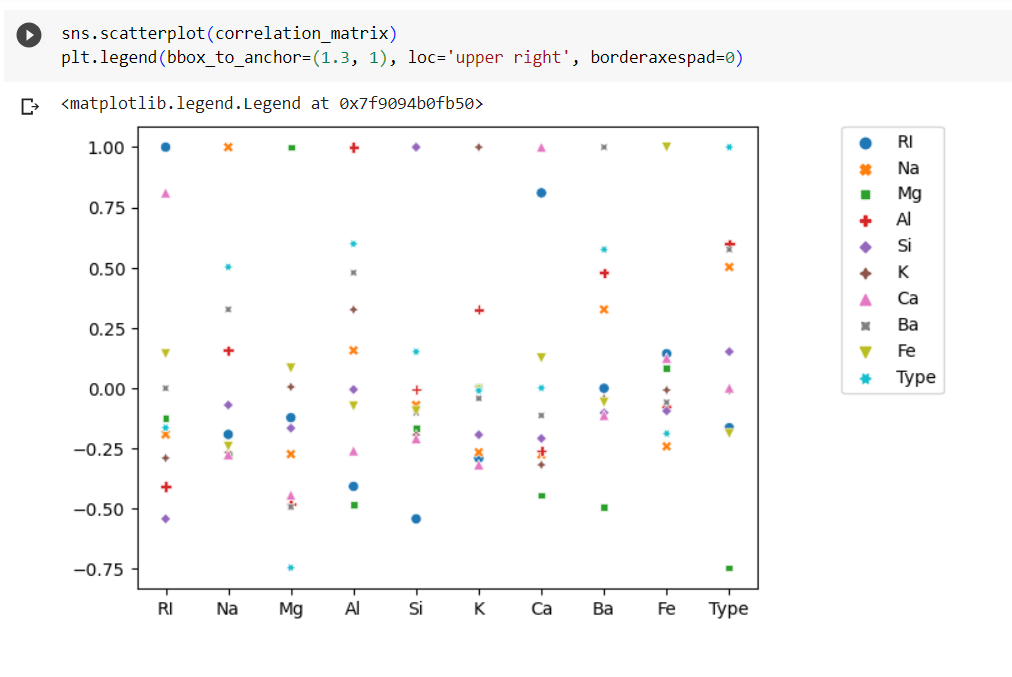 sns.scatterplot(correlation_matrix)
plt.legend(bbox_to_anchor=(1.3, 1), loc='upper right', borderaxespad=0)
<matplotlib.legend.Legend at 0x7f9094b0fb50>
1.00
0.75
0.50
0.25
0.00
−0.25
−0.50
−0.75
RI Na Mg Al Si K Ca Ba Fe Type
RI
Na
Mg
Al
Si
K
Ca
Ba
Fe
Type